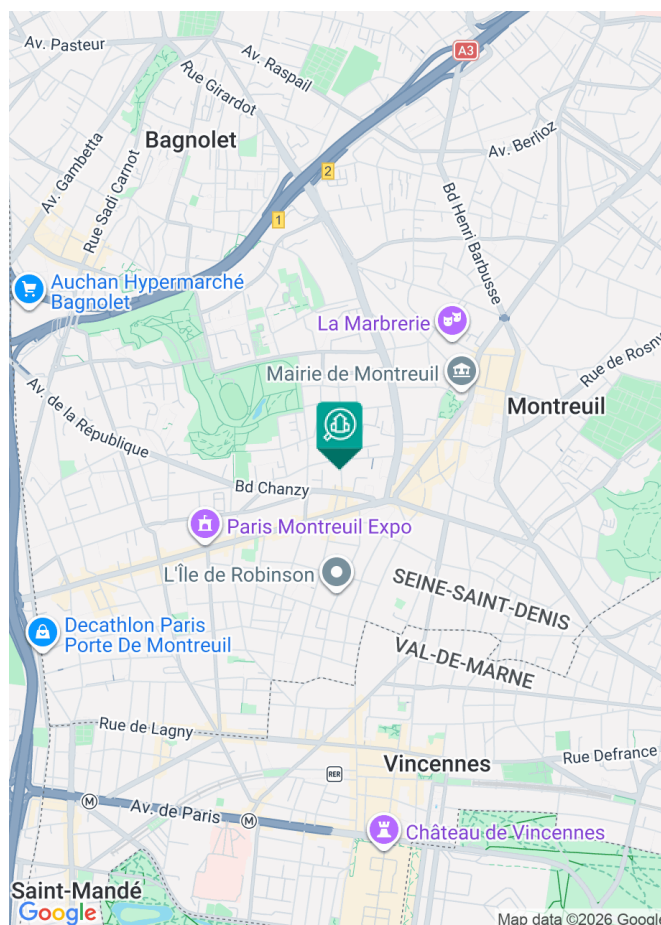 Av. Pasteur
A3
Av. Raspail
Rue Girardot
Bagnolet
Av. Berlioz
Av. Gambetta
Rue Sadi Carnot
2
Bd Henri Barbusse
1
Auchan Hypermarché
Bagnolet
La Marbrerie
Rue de Rosny
Mairie de Montreuil
Av. de la République
Montreuil
Bd Chanzy
Paris Montreuil Expo
L'Île de Robinson
SEINE-SAINT-DENIS
Decathlon Paris
Porte De Montreuil
VAL-DE-MARNE
Rue de Lagny
Rue Defrance
Vincennes
RER
M
Av. de Paris
M
Château de Vincennes
Saint-Mandé
Google
Map data ©2026 Google